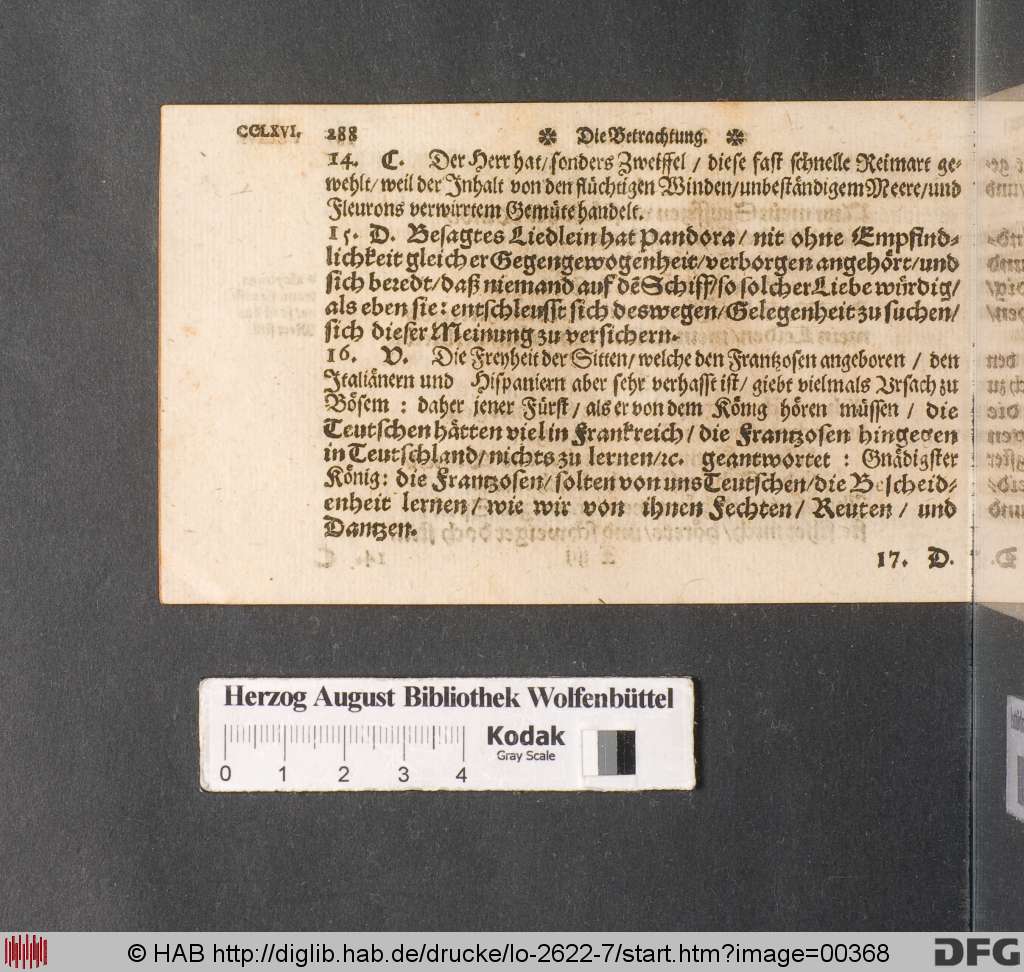 CCLXVI. 288 ✼ Die Betrachtung. ✼
14. C. Der Herr hat/ sonders Zweiffel / diese fast schnelle Reimart ge-
wehlt/ weil der Inhalt von den flüchtigen Winden/unbeständigem Meere/und
Fleurons verwirrtem Gemüte handelt.
15. D. Besagtes Liedlein hat Pandora/ nit ohne Empfind-
lichkeit gleicher Gegengewogenheit/verborgen angehört/und
sich beredt/daß niemand auf dẽ Schiff/so solcher Liebe würdig/
als eben sie: entschleusst sich deswegen/Gelegenheit zu suchen/
sich dieser Meinung zu versichern.
16. V. Die Freyheit der Sitten/ welche den Frantzosen angeboren / den
Italiänern und Hispaniern aber sehr verhasst ist/ giebt vielmals Vrsach zu
Bösem : daher jener Fürst / als er von dem König hören müssen / die
Teutschen hätten viel in Frankreich/ die Frantzosen hingegen
in Teutschland/nichts zu lernen/ꝛc. geantwortet : Gnädigster
König: die Frantzosen/ solten von uns Teutschen/die Bescheid-
enheit lernen / wie wir von ihnen Fechten/ Reuten / und
Dantzen.
17. D.
Herzog August Bibliothek Wolfenbüttel
Kodak
Gray Scale
0 1 2 3 4
© HAB http://diglib.hab.de/drucke/lo-2622-7/start.htm?image=00368
DFG